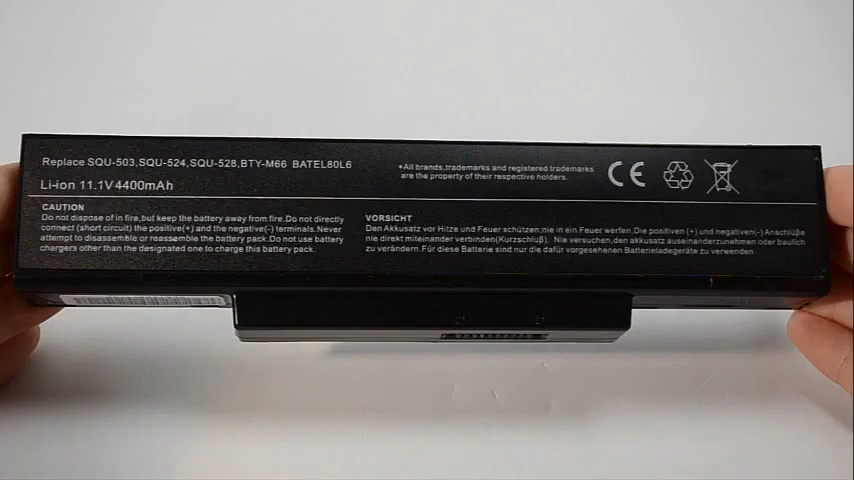 Replace SQU-503,SQU-524,SQU-528,BTY-M66 BATEL80L6
Li-ion 11.1V 4400mAh
•All brands,trademarks and registered trademarks
are the property of their respective holders.
CE
CAUTION
Do not dispose of in fire,but keep the battery away from fire.Do not directly
connect (short circuit) the positive(+) and the negative(-) terminals.Never
attempt to disassemble or reassemble the battery pack.Do not use battery
chargers other than the designated one to charge this battery pack.
VORSICHT
Den Akkusatz vor Hitze und Feuer schützen;nie in ein Feuer werfen.Die positiven (+) und negativen(-) Anschlüße
nie direkt miteinander verbinden(Kurzschluß). Nie versuchen,den akkusatz auseinanderzunehmen oder baulich
zu verändern.Für diese Batterie sind nur die dafür vorgesehenen Batterieladegeräte zu verwenden.